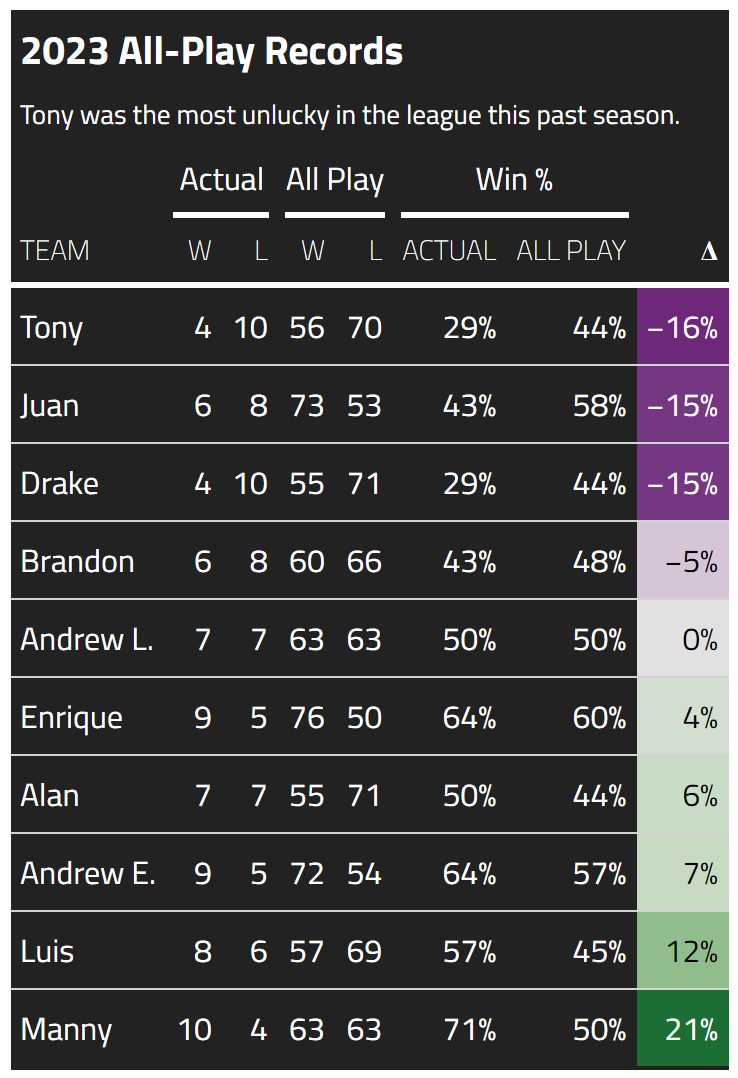 2023 All-Play Records
Tony was the most unlucky in the league this past season.
Actual All Play Win %
TEAM W L W L ACTUAL ALL PLAY Δ
Tony 4 10 56 70 29% 44% −16%
Juan 6 8 73 53 43% 58% −15%
Drake 4 10 55 71 29% 44% −15%
Brandon 6 8 60 66 43% 48% −5%
Andrew L. 7 7 63 63 50% 50% 0%
Enrique 9 5 76 50 64% 60% 4%
Alan 7 7 55 71 50% 44% 6%
Andrew E. 9 5 72 54 64% 57% 7%
Luis 8 6 57 69 57% 45% 12%
Manny 10 4 63 63 71% 50% 21%